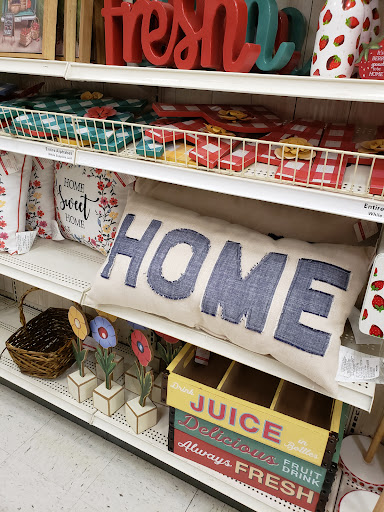 fresh
HOME
Sweet
HOME
HOME
DRINK
JUICE
in
Bottles
Delicious
FRUIT
DRINK
Always FRESH